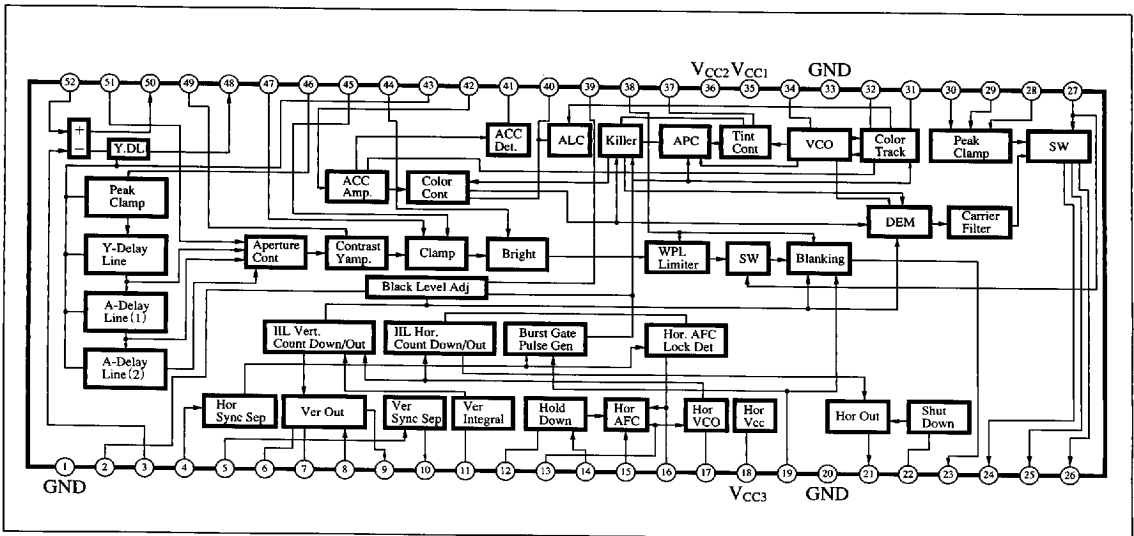 VCC2 VCC1 GND
52 51 50 49 48 47 46 45 44 43 42 41 40 39 38 37 36 35 34 33 32 31 30 29 28 27
+
−
Y.DL
ACC
Det.
ALC
Killer
APC
Tint
Cont
VCO
Color
Track
Peak
Clamp
SW
Peak
Clamp
ACC
Amp.
Color
Cont
DEM
Carrier
Filter
Y-Delay
Line
Aperture
Cont
Contrast
Yamp.
Clamp
Bright
WPL
Limiter
SW
Blanking
A-Delay
Line(1)
Black Level Adj
A-Delay
Line(2)
IIL Vert.
Count Down/Out
IIL Hor.
Count Down/Out
Burst Gate
Pulse Gen
Hor. AFC
Lock Det
Hor
Sync Sep
Ver Out
Ver
Sync Sep
Ver
Integral
Hold
Down
Hor
AFC
Hor
VCO
Hor
Vcc
Hor Out
Shut
Down
1 2 3 4 5 6 7 8 9 10 11 12 13 14 15 16 17 18 19 20 21 22 23 24 25 26
GND VCC3 GND